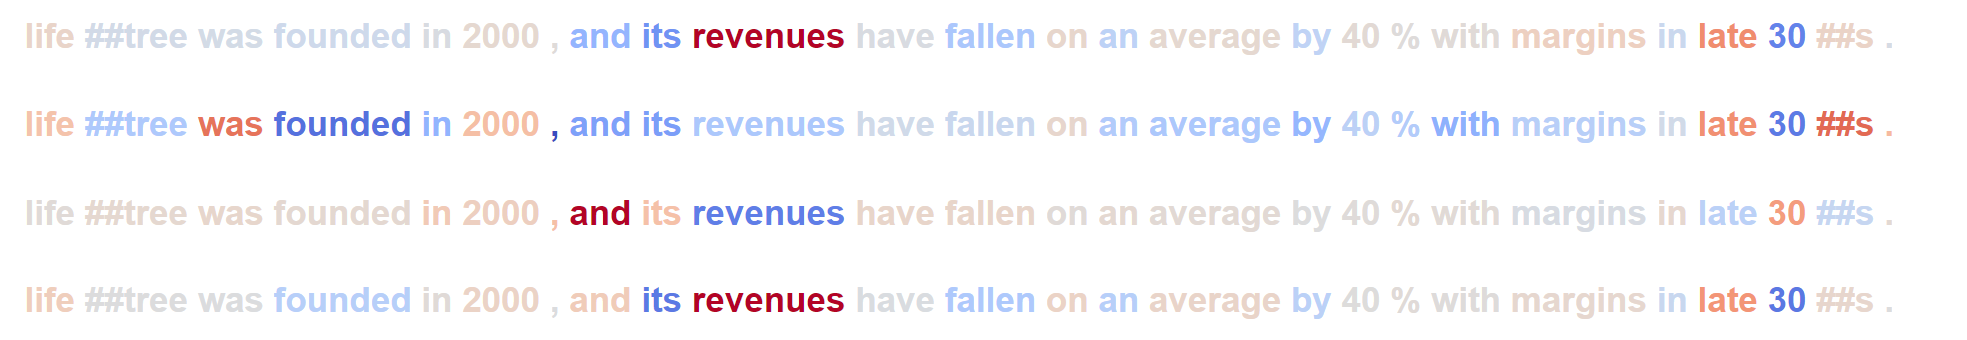 life ##tree was founded in 2000 , and its revenues have fallen on an average by 40 % with margins in late 30 ##s .
life ##tree was founded in 2000 , and its revenues have fallen on an average by 40 % with margins in late 30 ##s .
life ##tree was founded in 2000 , and its revenues have fallen on an average by 40 % with margins in late 30 ##s .
life ##tree was founded in 2000 , and its revenues have fallen on an average by 40 % with margins in late 30 ##s .